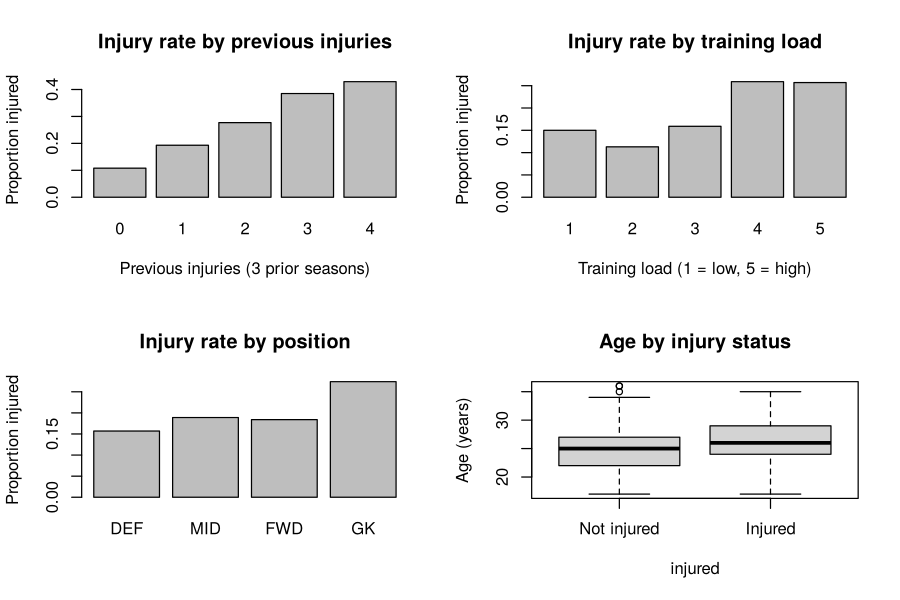 Injury rate by previous injuries
Proportion injured
0.0 0.2 0.4
0 1 2 3 4
Previous injuries (3 prior seasons)
Injury rate by training load
Proportion injured
0.00 0.15
1 2 3 4 5
Training load (1 = low, 5 = high)
Injury rate by position
Proportion injured
0.00 0.15
DEF MID FWD GK
Age by injury status
Age (years)
20 30
Not injured Injured
injured